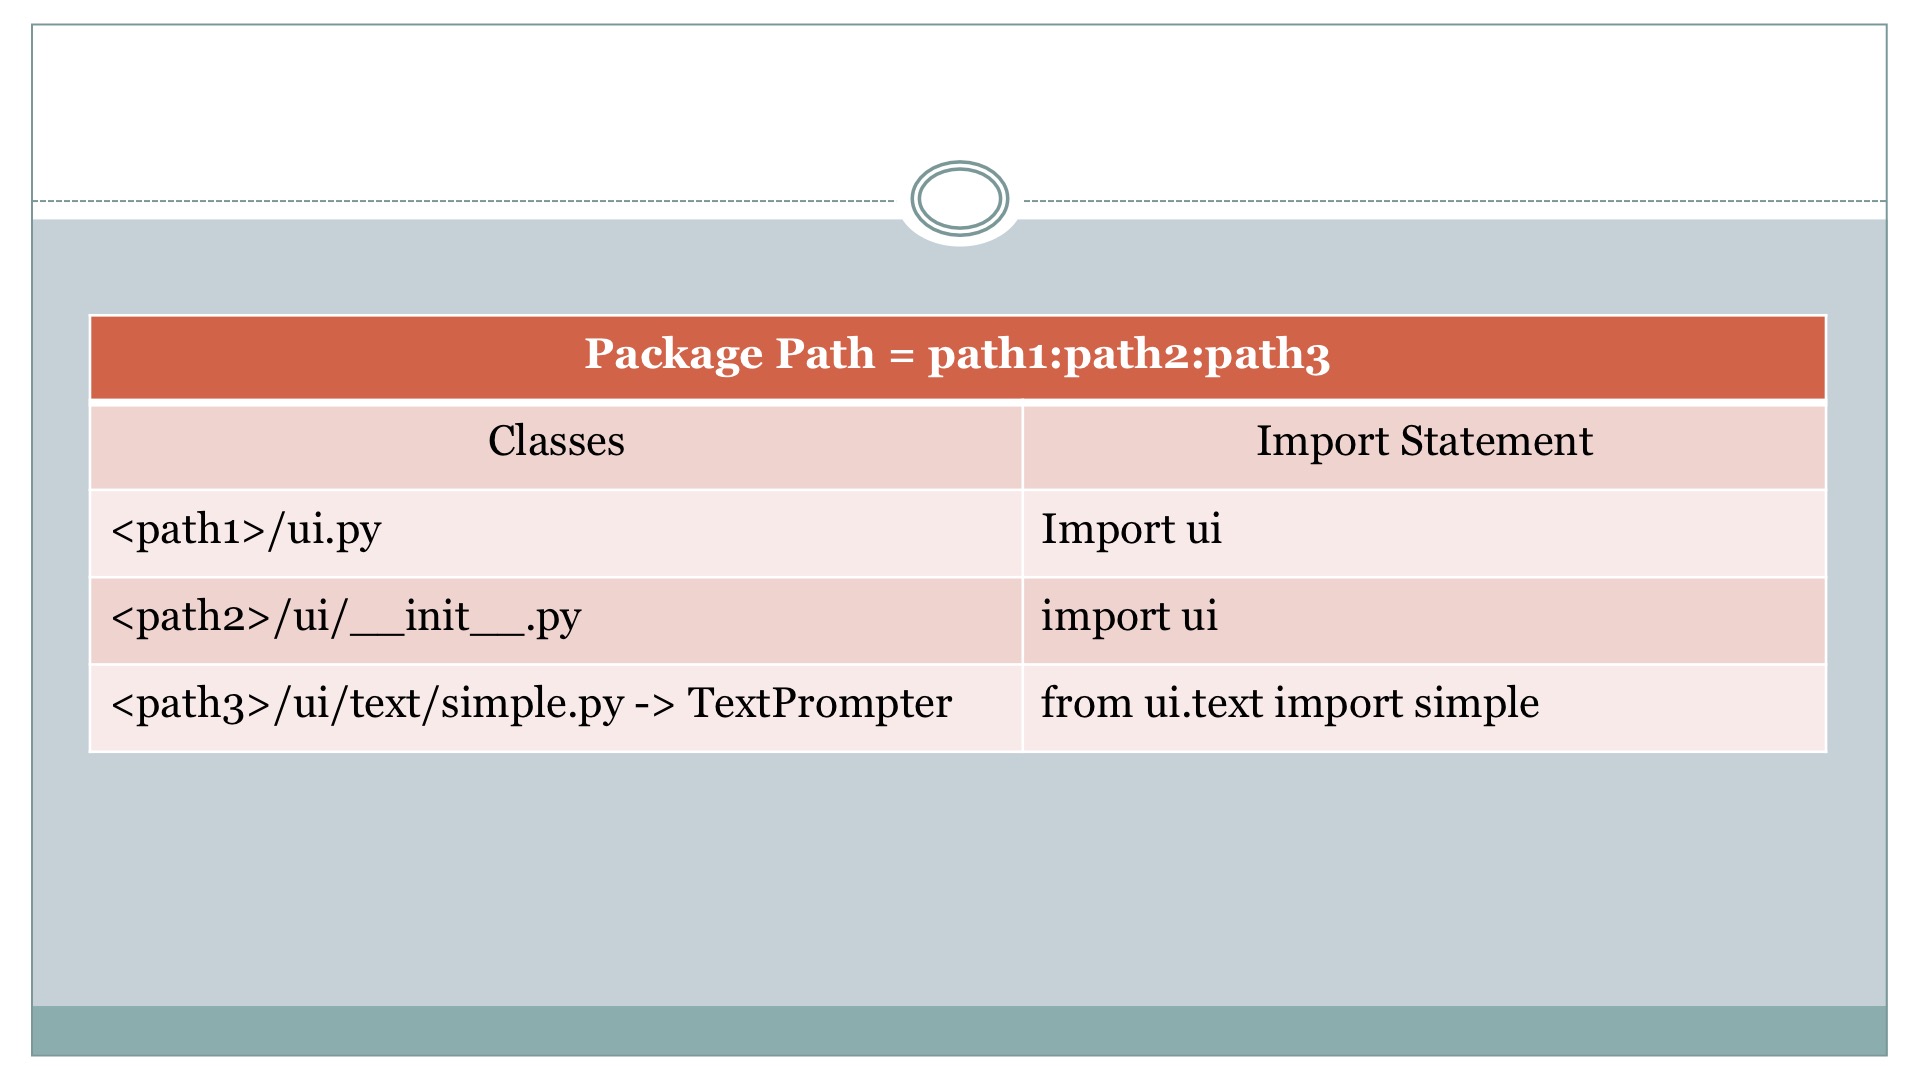 Package Path = path1:path2:path3
Classes
Import Statement
<path1>/ui.py
Import ui
<path2>/ui/__init__.py
import ui
<path3>/ui/text/simple.py -> TextPrompter
from ui.text import simple